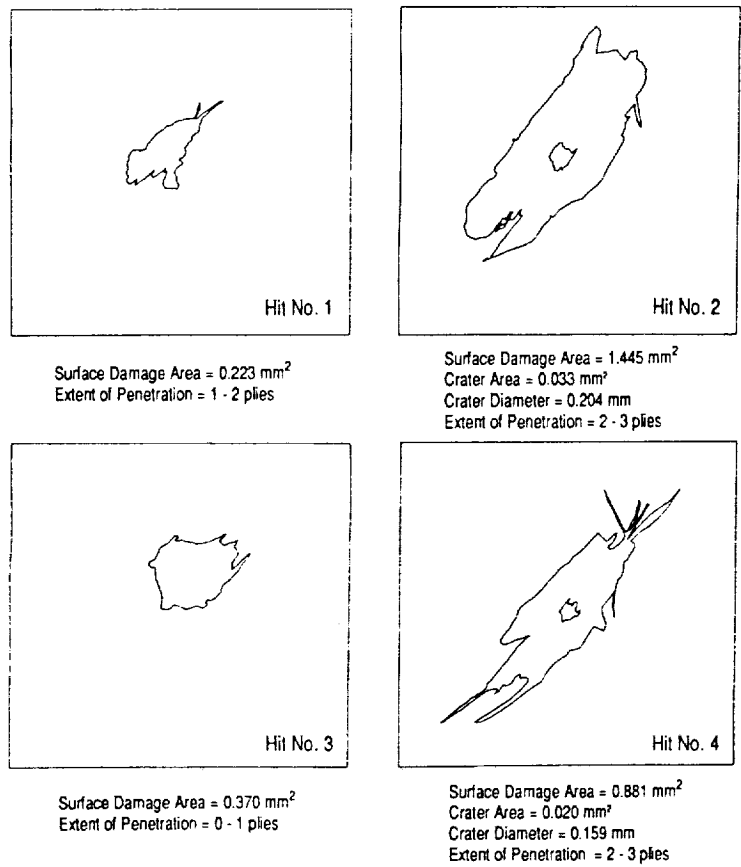 Hit No. 1
Surface Damage Area = 0.223 mm²
Extent of Penetration = 1 - 2 plies
Hit No. 2
Surface Damage Area = 1.445 mm²
Crater Area = 0.033 mm²
Crater Diameter = 0.204 mm
Extent of Penetration = 2 - 3 plies
Hit No. 3
Surface Damage Area = 0.370 mm²
Extent of Penetration = 0 - 1 plies
Hit No. 4
Surface Damage Area = 0.881 mm²
Crater Area = 0.020 mm²
Crater Diameter = 0.159 mm
Extent of Penetration = 2 - 3 plies